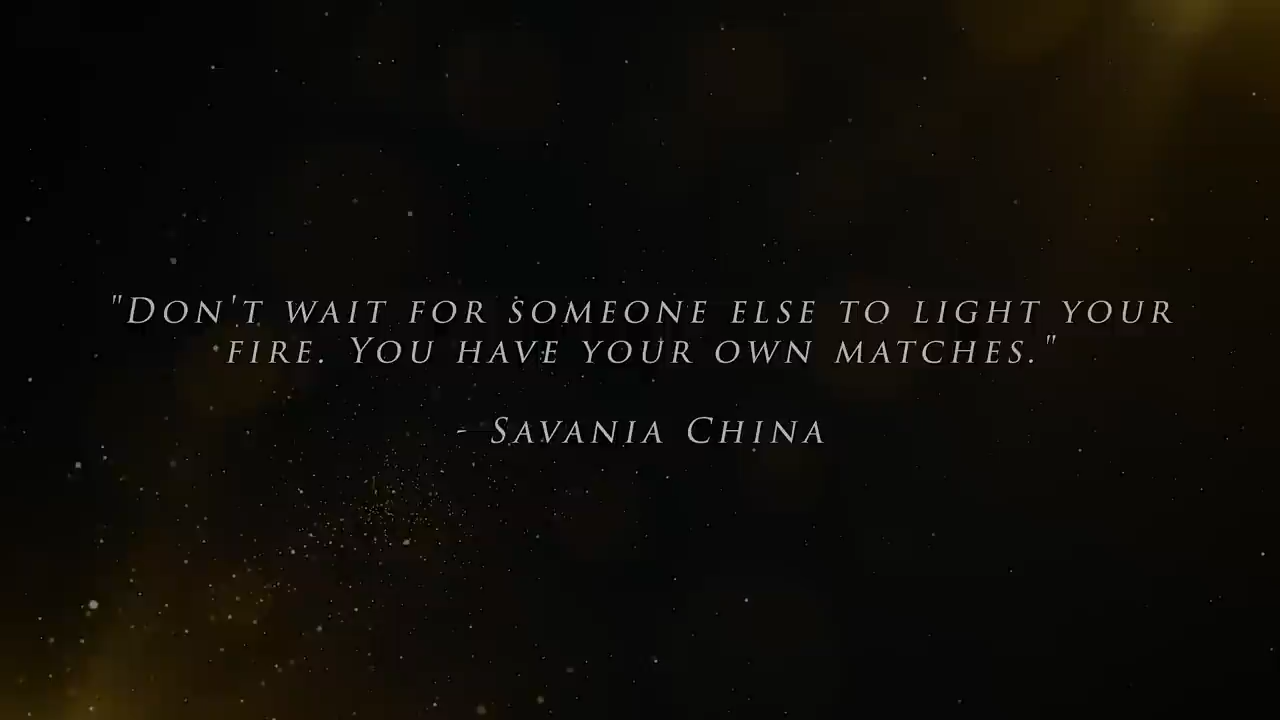 "Don't wait for someone else to light your
fire. You have your own matches."
- Savania China